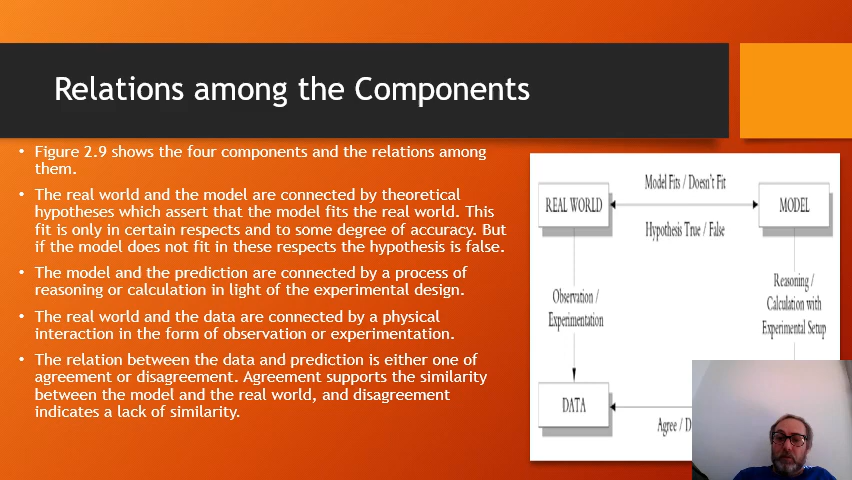 Relations among the Components
• Figure 2.9 shows the four components and the relations among
them.
• The real world and the model are connected by theoretical
hypotheses which assert that the model fits the real world. This
fit is only in certain respects and to some degree of accuracy. But
if the model does not fit in these respects the hypothesis is false.
• The model and the prediction are connected by a process of
reasoning or calculation in light of the experimental design.
• The real world and the data are connected by a physical
interaction in the form of observation or experimentation.
• The relation between the data and prediction is either one of
agreement or disagreement. Agreement supports the similarity
between the model and the real world, and disagreement
indicates a lack of similarity.
Model Fits / Doesn't Fit
REAL WORLD
MODEL
Hypothesis True / False
Observation /
Experimentation
Reasoning /
Calculation with
Experimental Setup
DATA
Agree / D